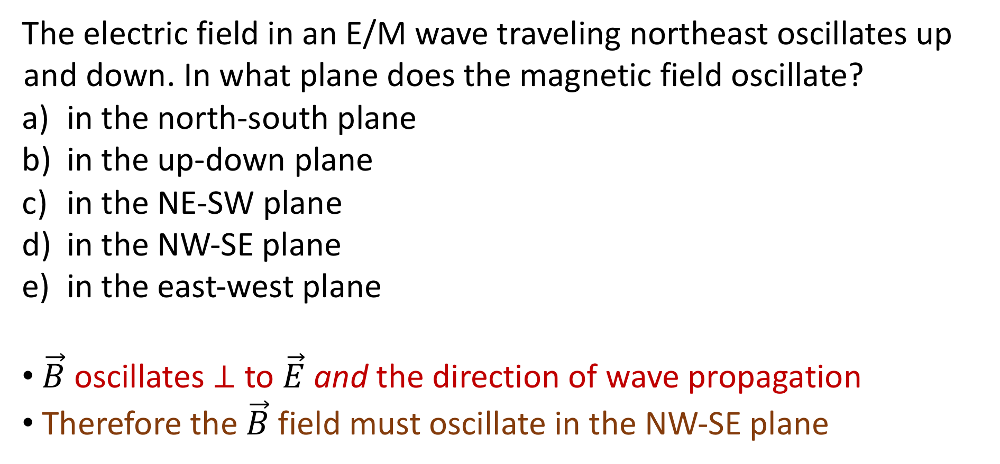 The electric field in an E/M wave traveling northeast oscillates up
and down. In what plane does the magnetic field oscillate?
a) in the north-south plane
b) in the up-down plane
c) in the NE-SW plane
d) in the NW-SE plane
e) in the east-west plane
• $\vec{B}$ oscillates ⊥ to $\vec{E}$ and the direction of wave propagation
• Therefore the $\vec{B}$ field must oscillate in the NW-SE plane